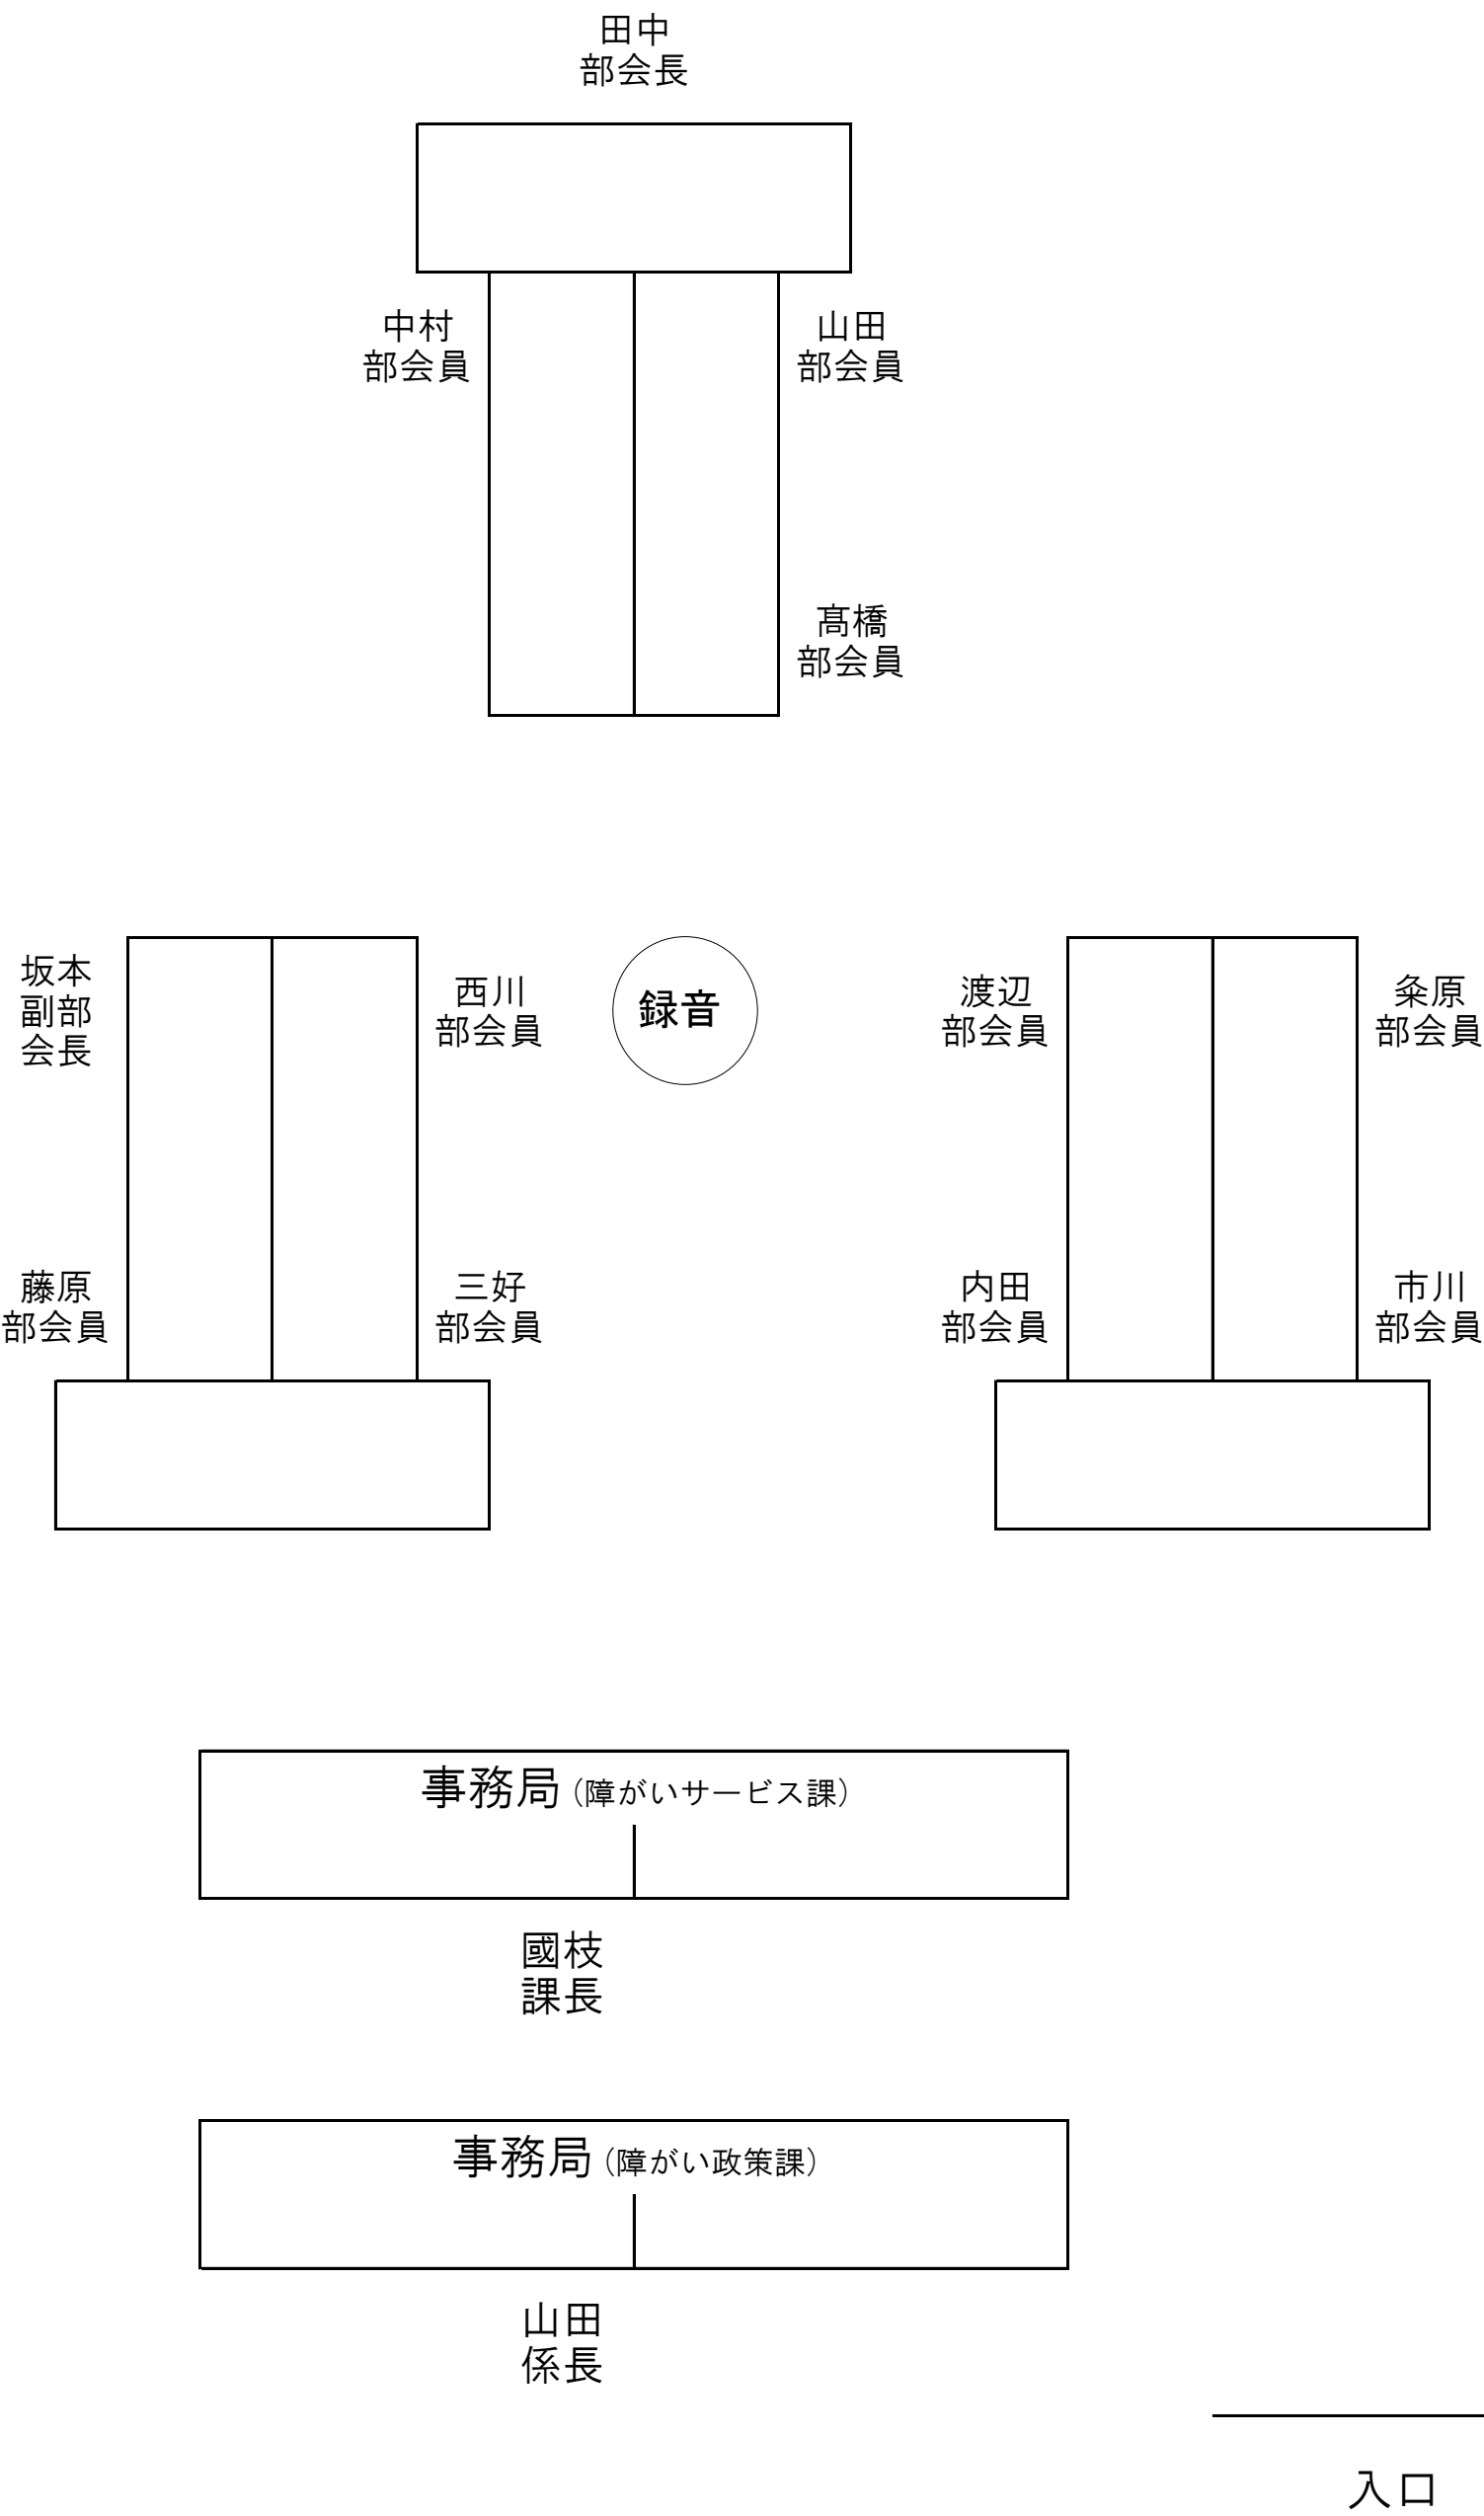 田中
部会長
中村
部会員
山田
部会員
髙橋
部会員
坂本
副部
会長
西川
部会員
録音
渡辺
部会員
粂原
部会員
藤原
部会員
三好
部会員
内田
部会員
市川
部会員
事務局（障がいサービス課）
國枝
課長
事務局（障がい政策課）
山田
係長
入口